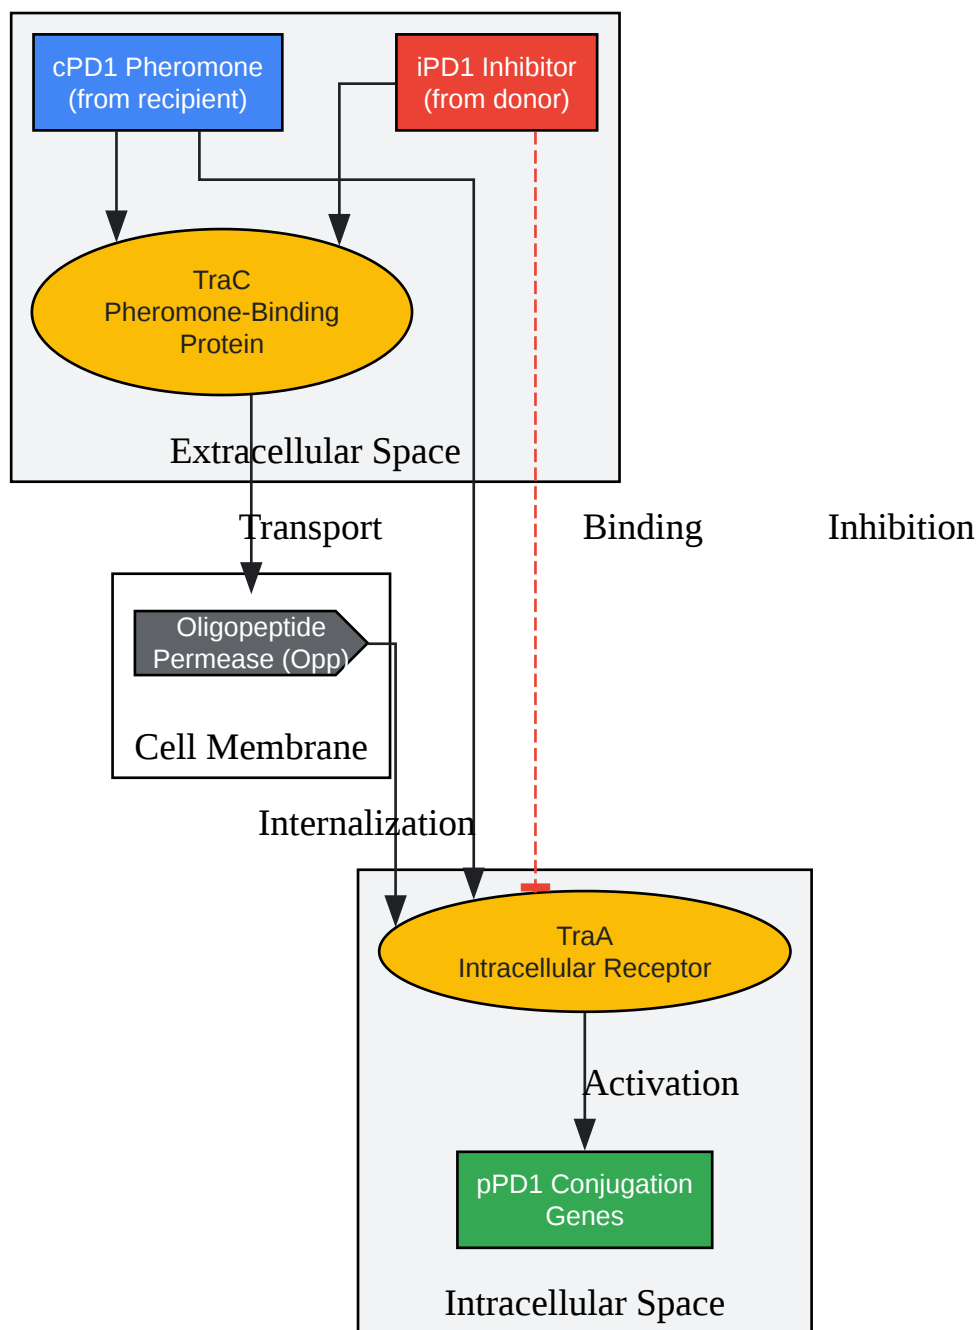 cPD1 Pheromone
(from recipient)
iPD1 Inhibitor
(from donor)
TraC
Pheromone-Binding
Protein
Extracellular Space
Transport
Binding
Inhibition
Oligopeptide
Permease (Opp)
Cell Membrane
Internalization
TraA
Intracellular Receptor
Activation
pPD1 Conjugation
Genes
Intracellular Space